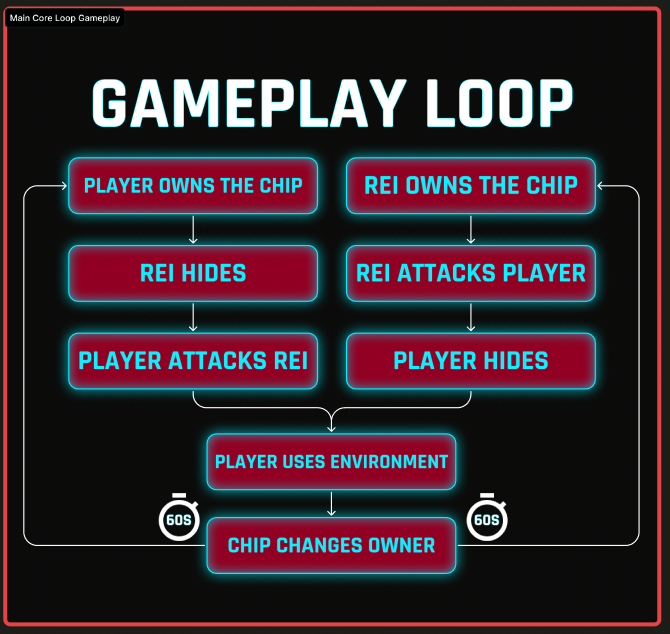 Main Core Loop Gameplay
GAMEPLAY LOOP
PLAYER OWNS THE CHIP
REI OWNS THE CHIP
REI HIDES
REI ATTACKS PLAYER
PLAYER ATTACKS REI
PLAYER HIDES
PLAYER USES ENVIRONMENT
60S
60S
CHIP CHANGES OWNER